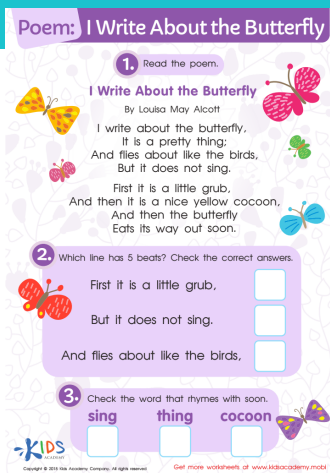 Poem: I Write About the Butterfly
1. Read the poem.
I Write About the Butterfly
By Louisa May Alcott
I write about the butterfly,
It is a pretty thing;
And flies about like the birds,
But it does not sing.
First it is a little grub,
And then it is a nice yellow cocoon,
And then the butterfly
Eats its way out soon.
2. Which line has 5 beats? Check the correct answers.
First it is a little grub,
But it does not sing.
And flies about like the birds,
3. Check the word that rhymes with soon.
sing thing cocoon
KIDS
ACADEMY
Copyright © 2018 Kids Academy Company. All rights reserved
Get more worksheets at www.kidsacademy.mobi